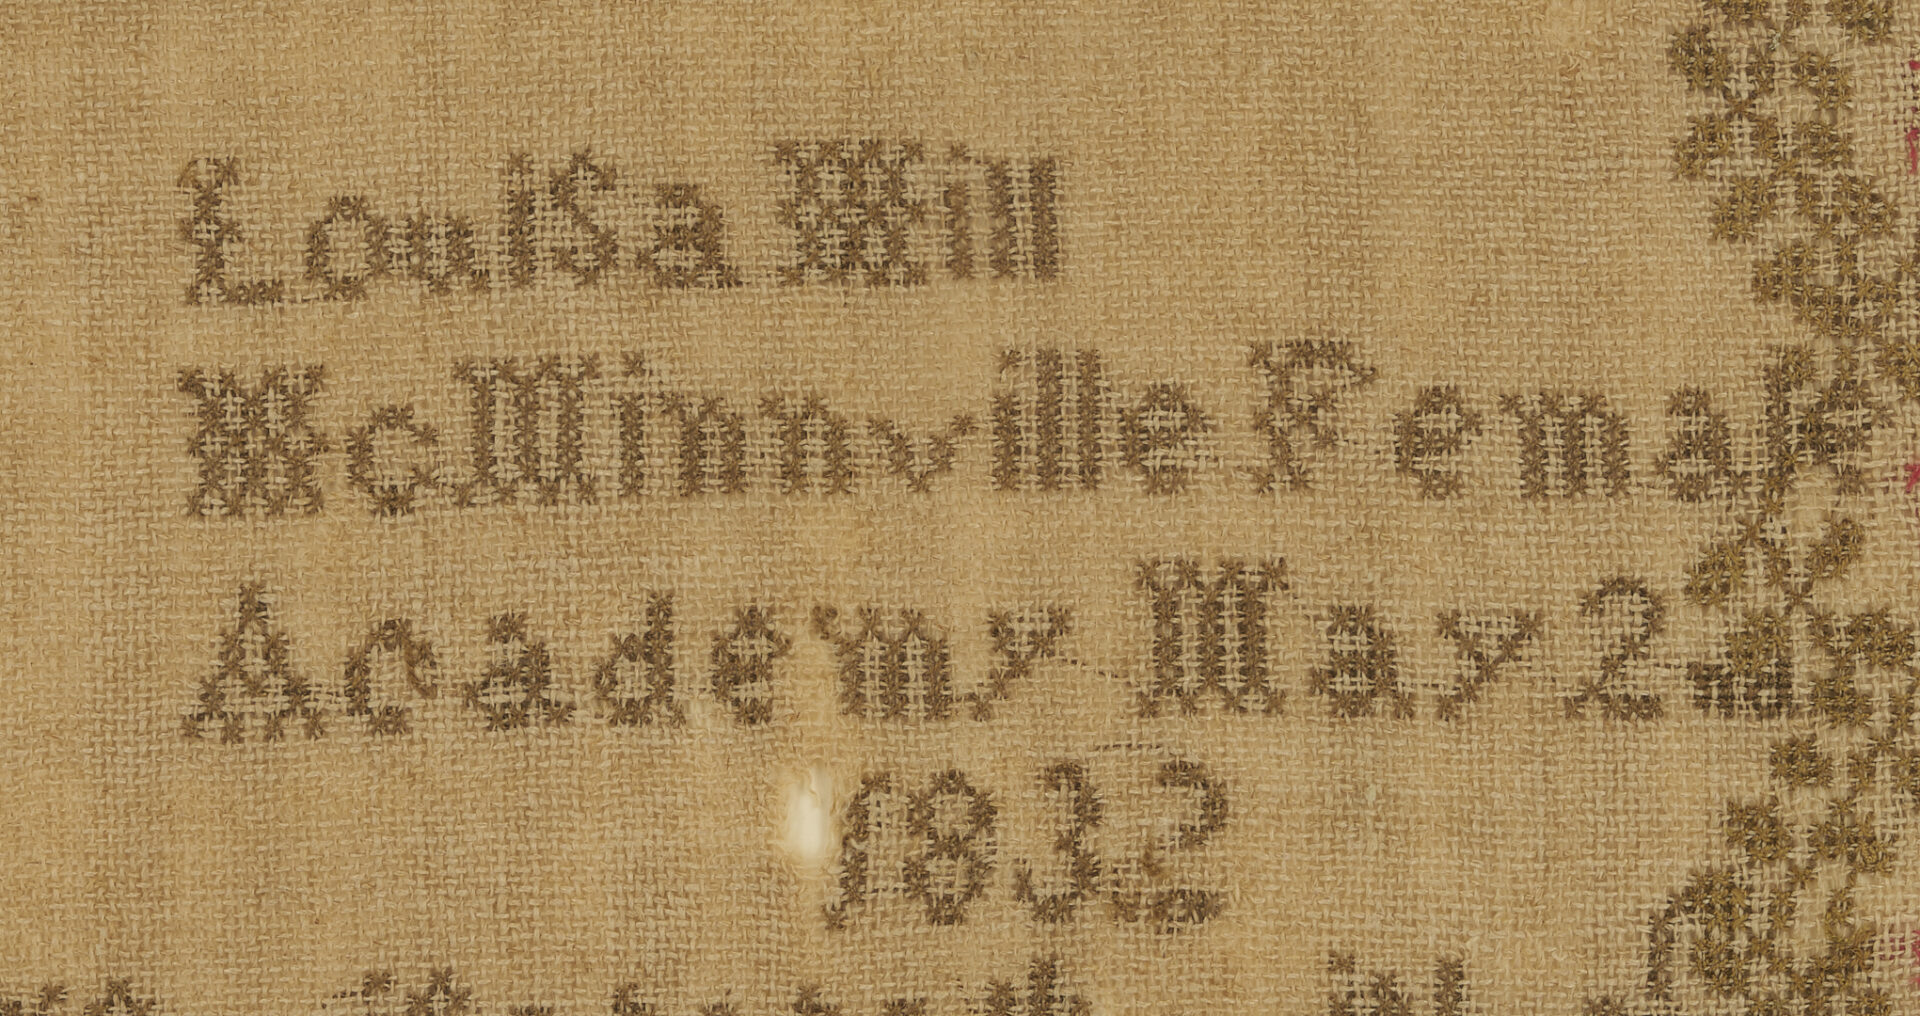 Louisa Hill
McMinnville Female
Academy May 2
1832